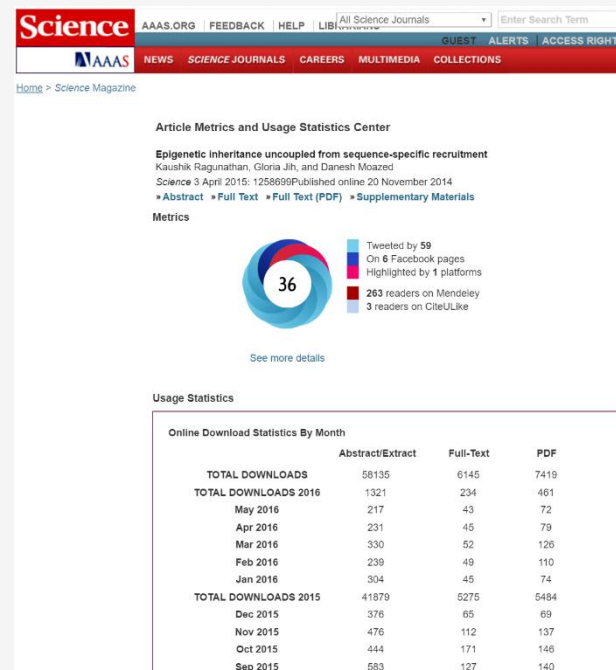 Science
AAAS.ORG FEEDBACK HELP
All Science Journals
Enter Search Term
GUEST ALERTS ACCESS RIGHT
AAAS
NEWS SCIENCE JOURNALS CAREERS MULTIMEDIA COLLECTIONS
Home > Science Magazine
Article Metrics and Usage Statistics Center
Epigenetic inheritance uncoupled from sequence-specific recruitment
Kaushik Ragunathan, Gloria Jih, and Danesh Moazed
Science 3 April 2015: 1258699Published online 20 November 2014
» Abstract » Full Text » Full Text (PDF) » Supplementary Materials
Metrics
36
Tweeted by 59
On 6 Facebook pages
Highlighted by 1 platforms
263 readers on Mendeley
3 readers on CiteULike
See more details
Usage Statistics
Online Download Statistics By Month
Abstract/Extract Full-Text PDF
TOTAL DOWNLOADS 58135 6145 7419
TOTAL DOWNLOADS 2016 1321 234 461
May 2016 217 43 72
Apr 2016 231 45 79
Mar 2016 330 52 126
Feb 2016 239 49 110
Jan 2016 304 45 74
TOTAL DOWNLOADS 2015 41879 5275 5484
Dec 2015 376 65 69
Nov 2015 476 112 137
Oct 2015 444 171 146
Sep 2015 583 127 140